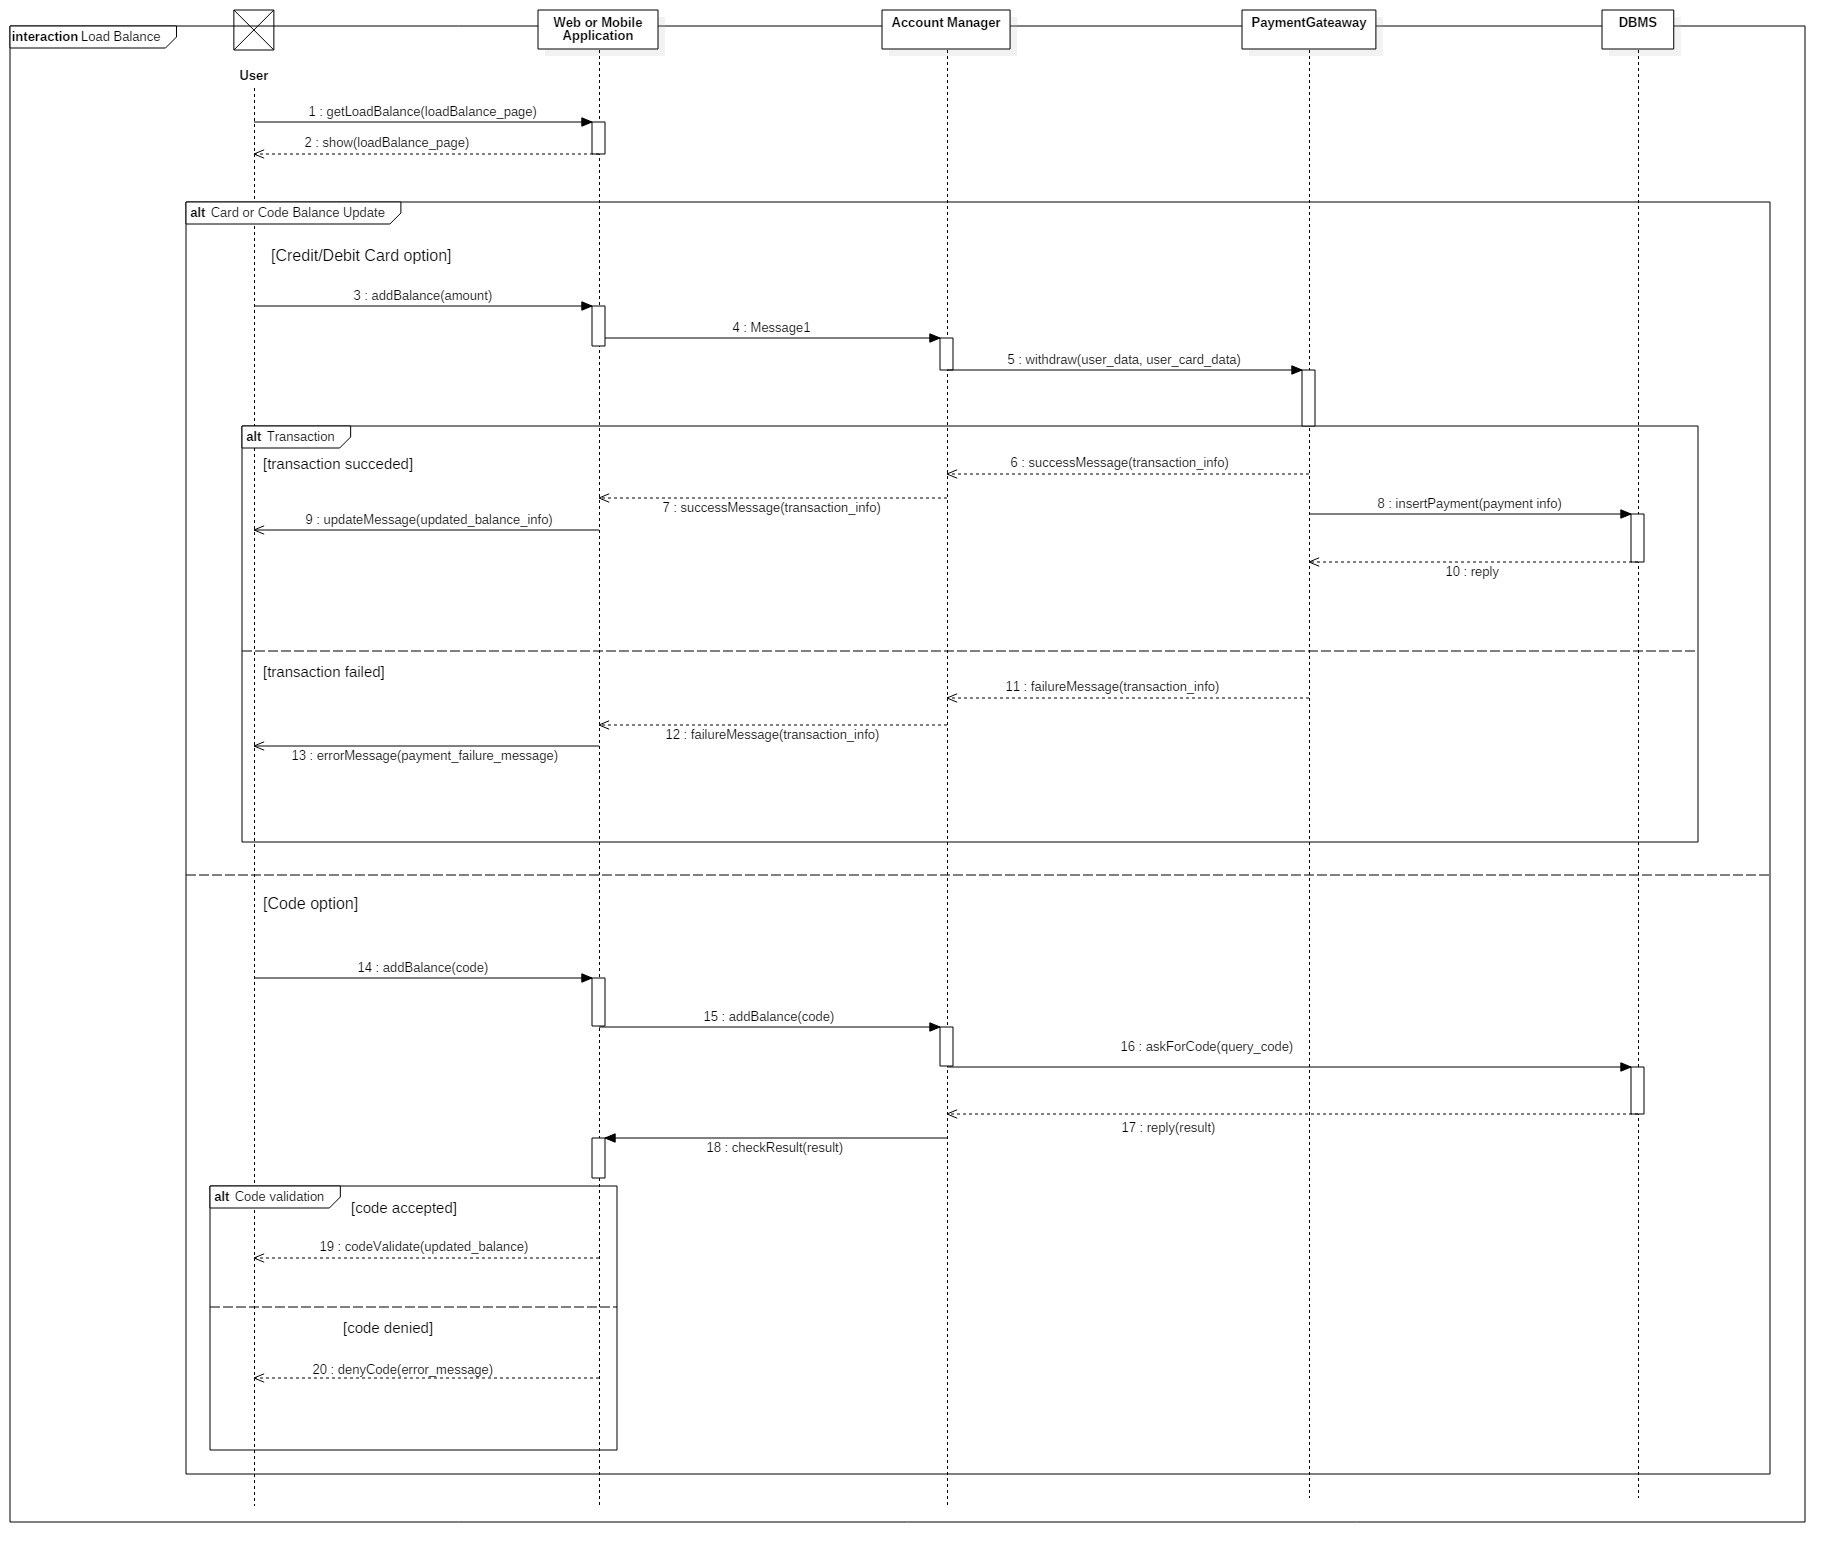 interaction Load Balance
Web or Mobile
Application
Account Manager
PaymentGateaway
DBMS
User
1 : getLoadBalance(loadBalance_page)
2 : show(loadBalance_page)
alt Card or Code Balance Update
[Credit/Debit Card option]
3 : addBalance(amount)
4 : Message1
5 : withdraw(user_data, user_card_data)
alt Transaction
[transaction succeded]
6 : successMessage(transaction_info)
7 : successMessage(transaction_info)
8 : insertPayment(payment info)
9 : updateMessage(updated_balance_info)
10 : reply
[transaction failed]
11 : failureMessage(transaction_info)
12 : failureMessage(transaction_info)
13 : errorMessage(payment_failure_message)
[Code option]
14 : addBalance(code)
15 : addBalance(code)
16 : askForCode(query_code)
17 : reply(result)
18 : checkResult(result)
alt Code validation
[code accepted]
19 : codeValidate(updated_balance)
[code denied]
20 : denyCode(error_message)